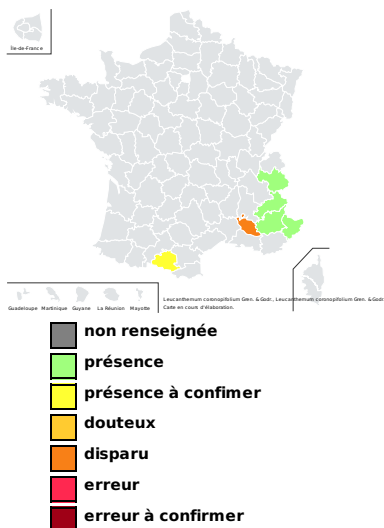 Île-de-France
Guadeloupe Martinique Guyane La Réunion Mayotte
Leucanthemum coronopifolium Gren. & Godr., Leucanthemum coronopifolium Gren. & Godr.
Carte en cours d'élaboration.
non renseignée
présence
présence à confimer
douteux
disparu
erreur
erreur à confirmer